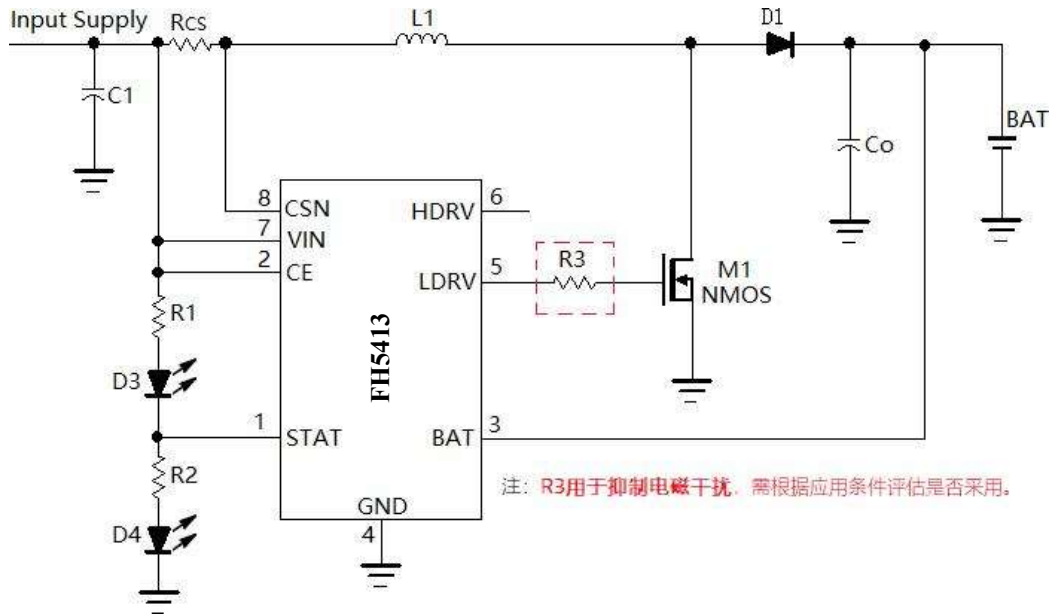 Input Supply
Rcs
L1
D1
C1
Co
BAT
8
CSN
HDRV
6
7
VIN
2
CE
LDRV
5
R3
M1
NMOS
R1
FH5413
D3
1
STAT
BAT
3
R2
注: R3用于抑制电磁干扰, 需根据应用条件评估是否采用。
GND
D4
4